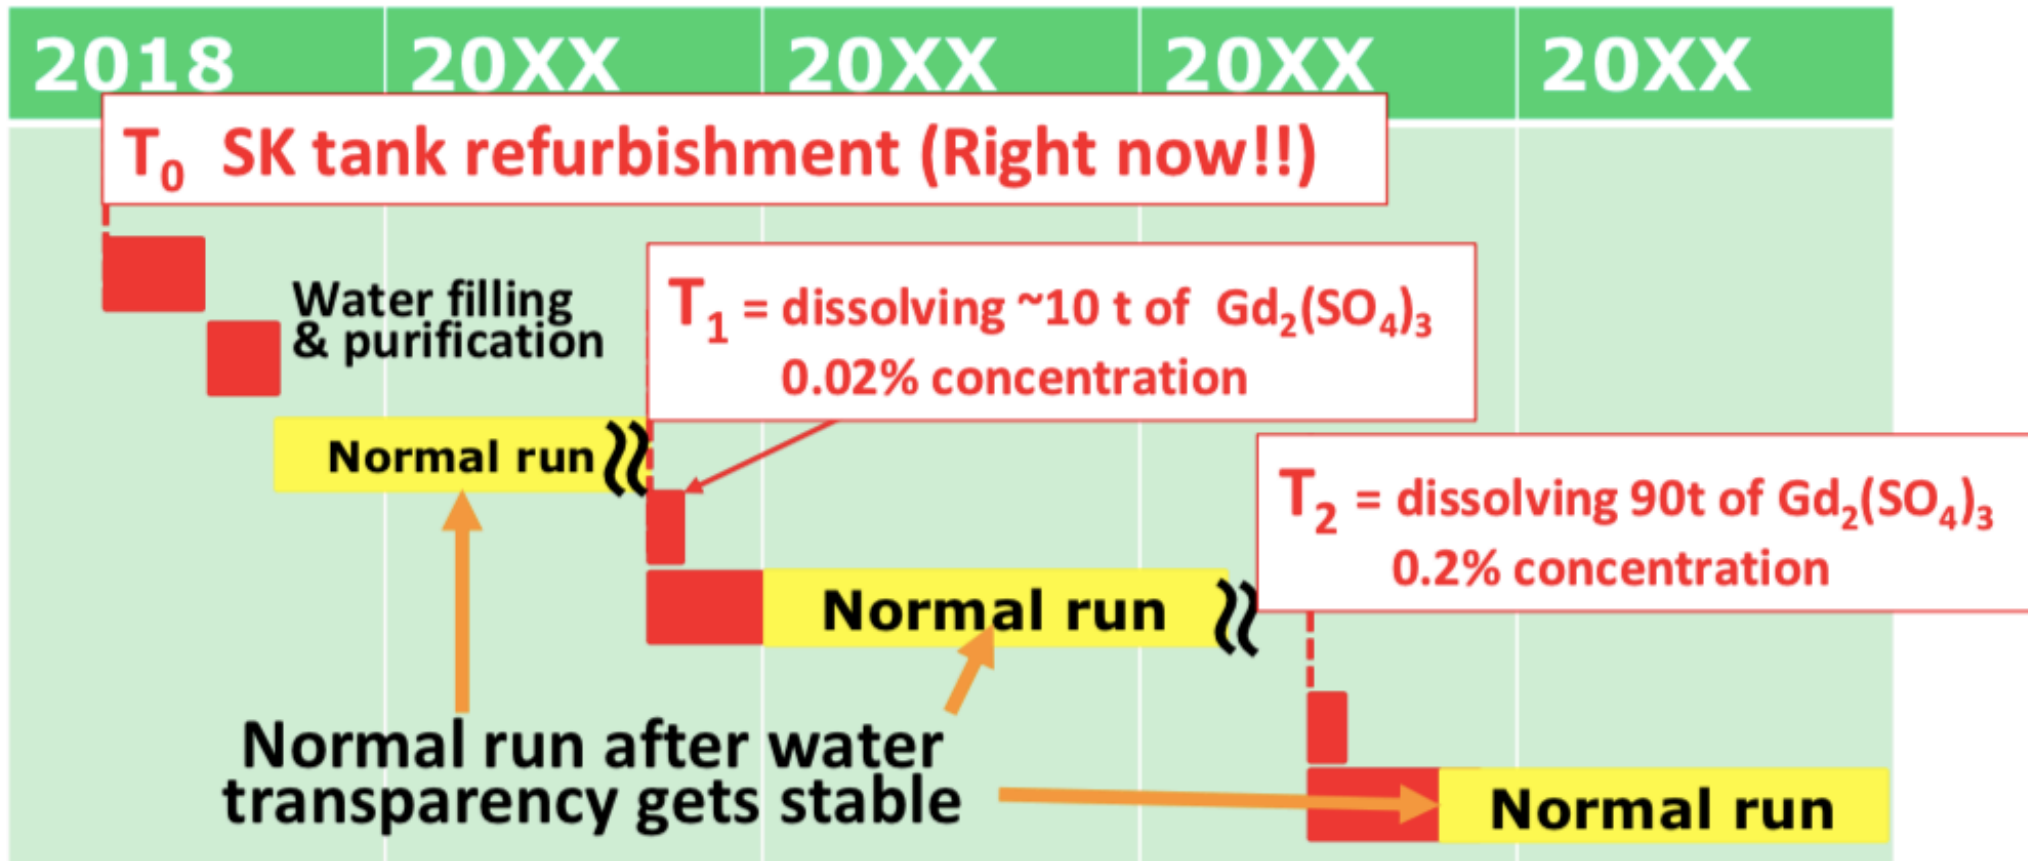 2018 20XX 20XX 20XX 20XX
T₀ SK tank refurbishment (Right now!!)
Water filling
& purification
T₁ = dissolving ~10 t of Gd₂(SO₄)₃
0.02% concentration
Normal run
T₂ = dissolving 90t of Gd₂(SO₄)₃
0.2% concentration
Normal run
Normal run after water
transparency gets stable
Normal run